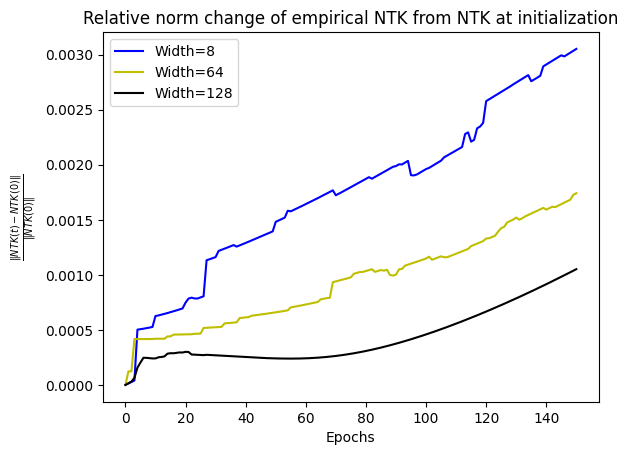 Relative norm change of empirical NTK from NTK at initialization
Width=8
Width=64
Width=128
0.0030
0.0025
0.0020
0.0015
0.0010
0.0005
0.0000
||NTK(t) − NTK(0)||
||NTK(0)||
0 20 40 60 80 100 120 140
Epochs